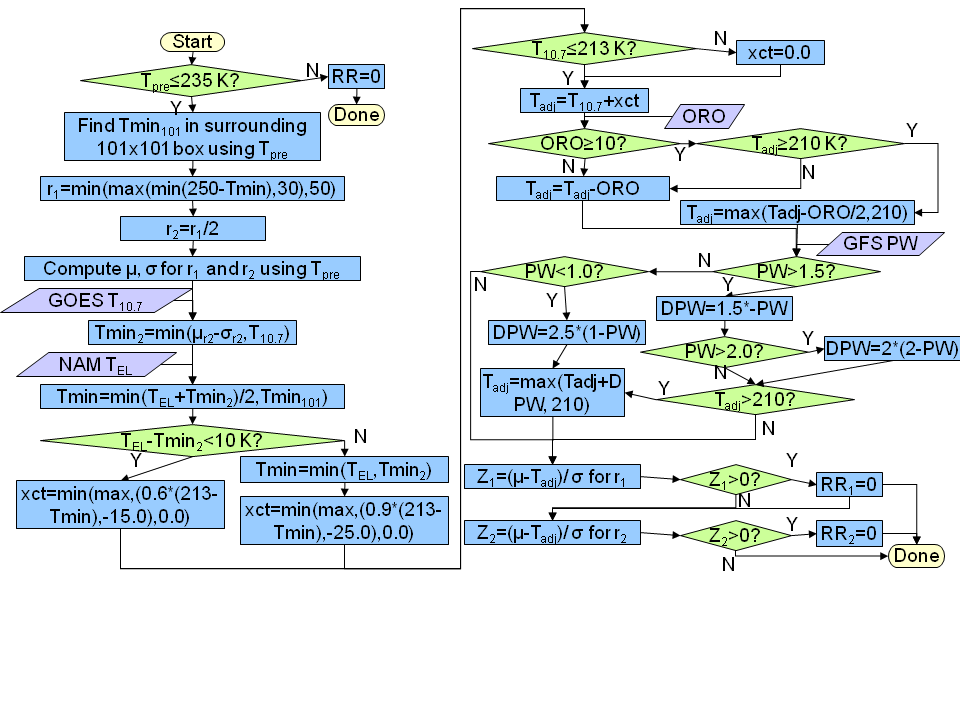 Start
Tpre≤235 K?
N
RR=0
Done
Y
Find Tmin101 in surrounding
101x101 box using Tpre
r1=min(max(min(250-Tmin),30),50)
r2=r1/2
Compute μ, σ for r1 and r2 using Tpre
GOES T10.7
Tmin2=min(μr2-σr2,T10.7)
NAM TEL
Tmin=min(TEL+Tmin2)/2,Tmin101)
TEL-Tmin2<10 K?
N
Y
Tmin=min(TEL,Tmin2)
xct=min(max,(0.6*(213-
Tmin),-15.0),0.0)
xct=min(max,(0.9*(213-
Tmin),-25.0),0.0)
T10.7≤213 K?
N
xct=0.0
Y
Tadj=T10.7+xct
ORO
ORO≥10?
Y
Tadj≥210 K?
Y
N
N
Tadj=Tadj-ORO
Tadj=max(Tadj-ORO/2,210)
GFS PW
PW<1.0?
N
PW>1.5?
N
Y
Y
DPW=1.5*-PW
DPW=2.5*(1-PW)
PW>2.0?
Y
DPW=2*(2-PW)
N
Tadj=max(Tadj+D
PW, 210)
Y
Tadj>210?
N
Z1=(μ-Tadj)/ σ for r1
Z1>0?
Y
RR1=0
N
Z2=(μ-Tadj)/ σ for r2
Z2>0?
Y
RR2=0
N
Done